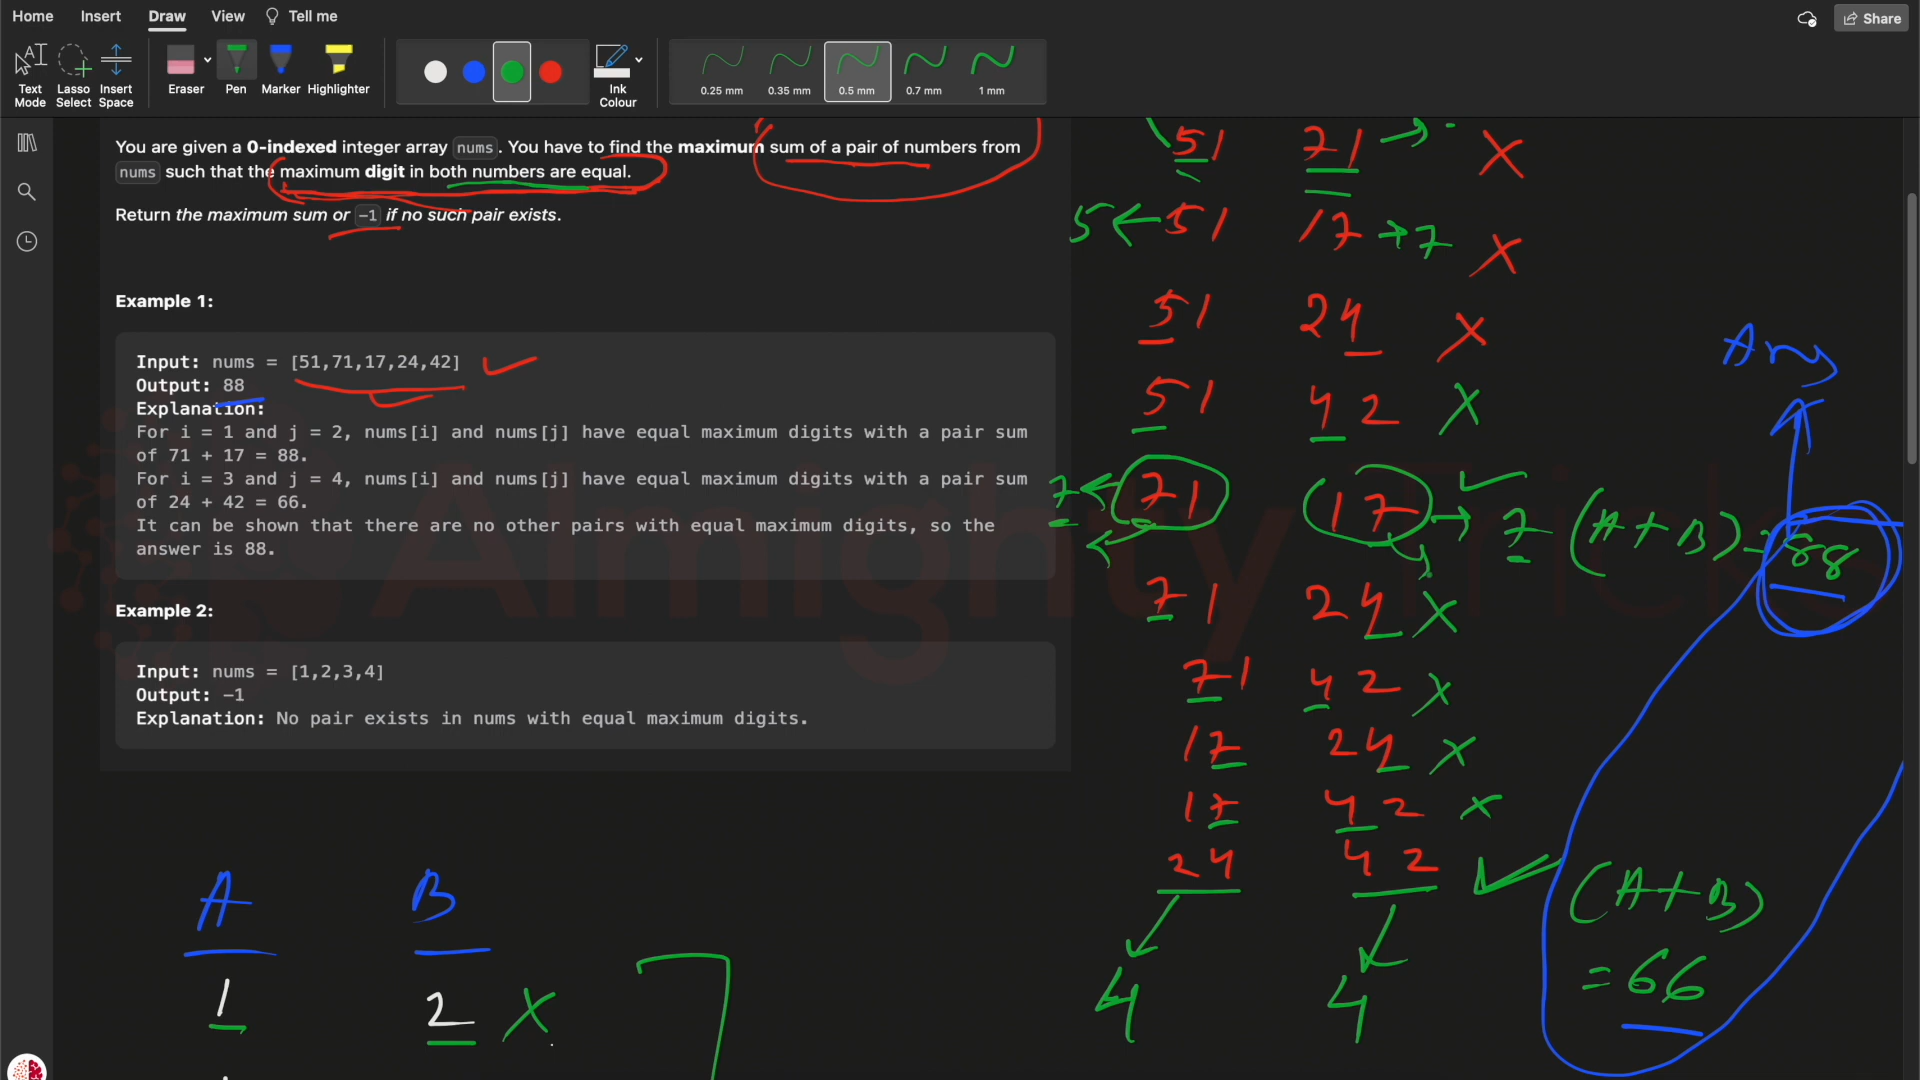 Home Insert Draw View Tell me Share
Text Mode Lasso Select Insert Space Eraser Pen Marker Highlighter Ink Colour 0.25 mm 0.35 mm 0.5 mm 0.7 mm 1 mm
You are given a 0-indexed integer array nums. You have to find the maximum sum of a pair of numbers from
nums such that the maximum digit in both numbers are equal.
Return the maximum sum or -1 if no such pair exists.
Example 1:
Input: nums = [51,71,17,24,42]
Output: 88
Explanation:
For i = 1 and j = 2, nums[i] and nums[j] have equal maximum digits with a pair sum
of 71 + 17 = 88.
For i = 3 and j = 4, nums[i] and nums[j] have equal maximum digits with a pair sum
of 24 + 42 = 66.
It can be shown that there are no other pairs with equal maximum digits, so the
answer is 88.
Example 2:
Input: nums = [1,2,3,4]
Output: -1
Explanation: No pair exists in nums with equal maximum digits.
A B
1 2 X
51 71 → X
5 ← 51 17 → 7 X
51 24 X
51 42 X
7 ← 71 17 → 7 (A+B) = 88
Ans
71 24 X
71 42 X
17 24 X
17 42 X
24 42 (A+B)
= 66
4 4
Almighty Tricks